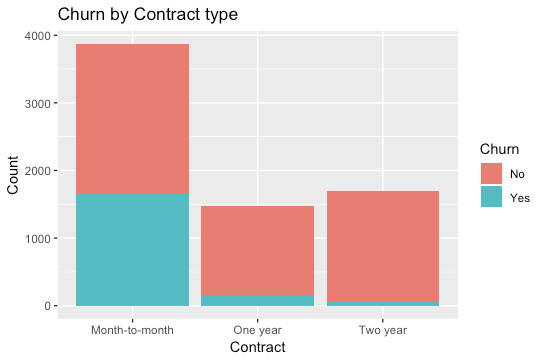 Churn by Contract type
4000
3000
2000
1000
0
Count
Month-to-month
One year
Two year
Contract
Churn
No
Yes